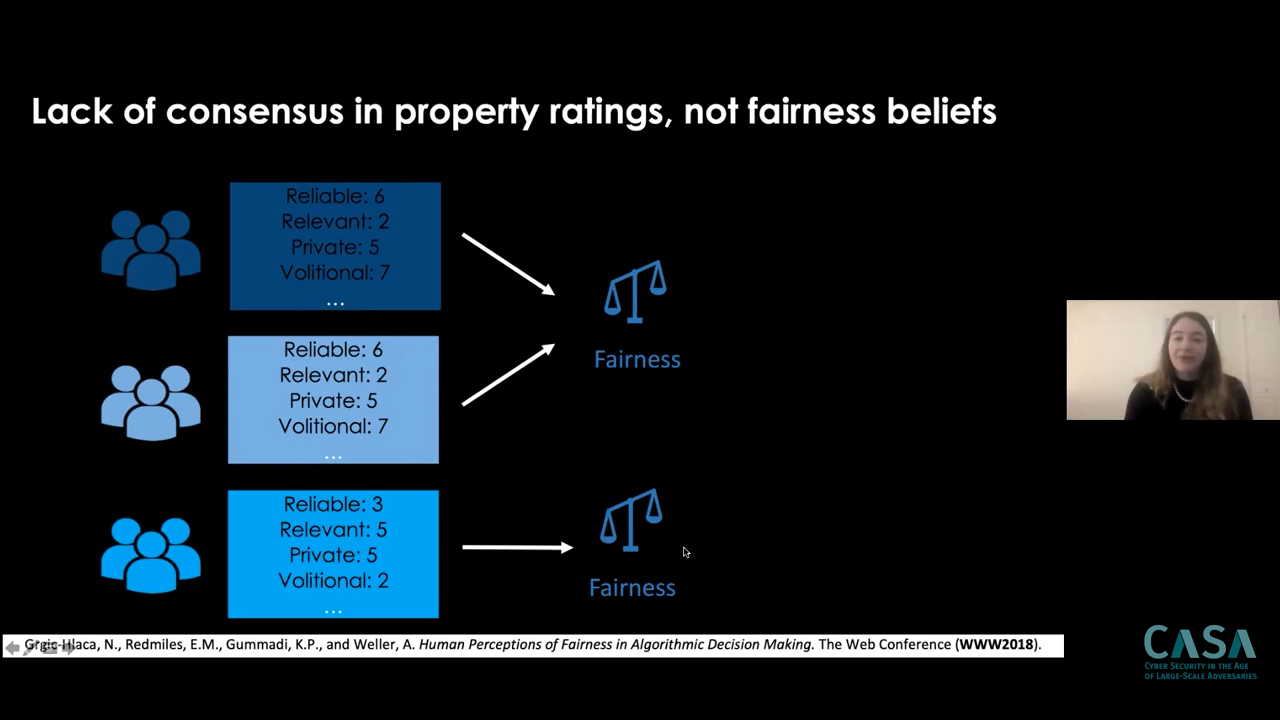 Lack of consensus in property ratings, not fairness beliefs
Reliable: 6
Relevant: 2
Private: 5
Volitional: 7
...
Reliable: 6
Relevant: 2
Private: 5
Volitional: 7
...
Fairness
Reliable: 3
Relevant: 5
Private: 5
Volitional: 2
...
Fairness
Grgic-Hlaca, N., Redmiles, E.M., Gummadi, K.P., and Weller, A. Human Perceptions of Fairness in Algorithmic Decision Making. The Web Conference (WWW2018).
CASA
CYBER SECURITY IN THE AGE
OF LARGE-SCALE ADVERSARIES